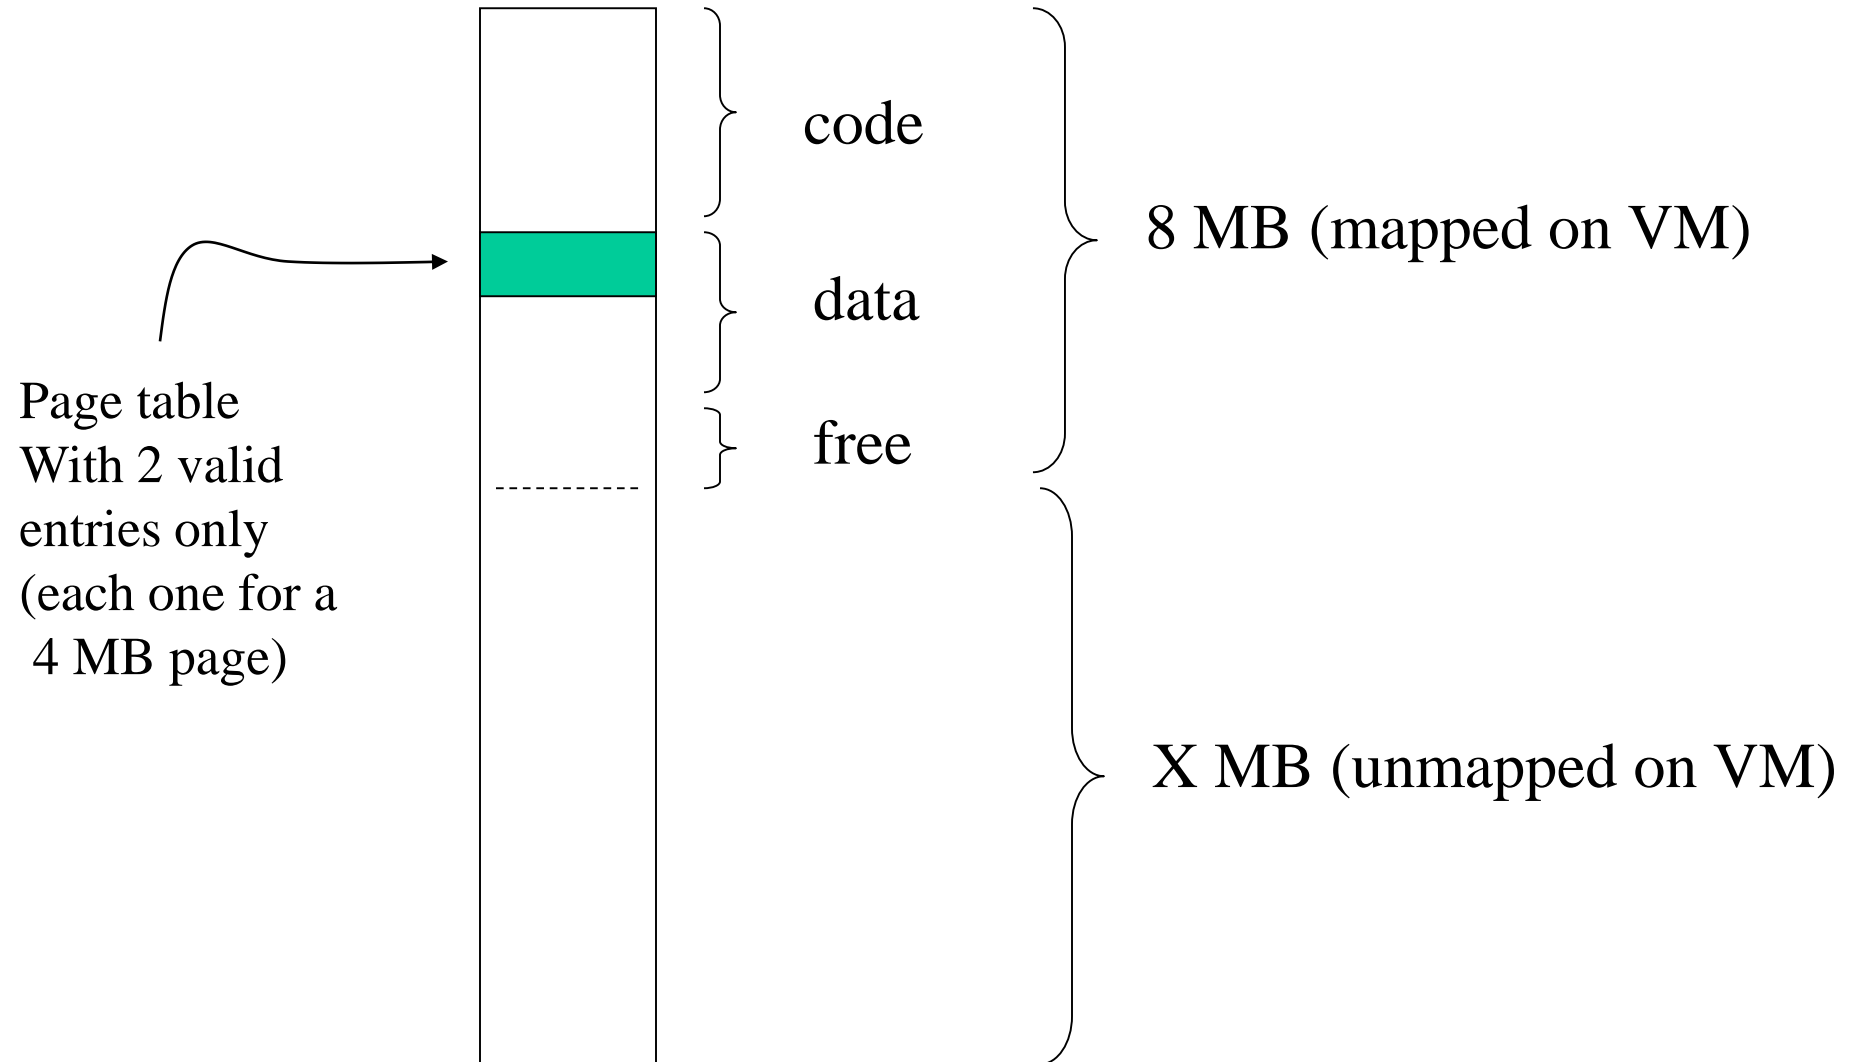 code
8 MB (mapped on VM)
data
Page table
With 2 valid
entries only
(each one for a
4 MB page)
free
X MB (unmapped on VM)